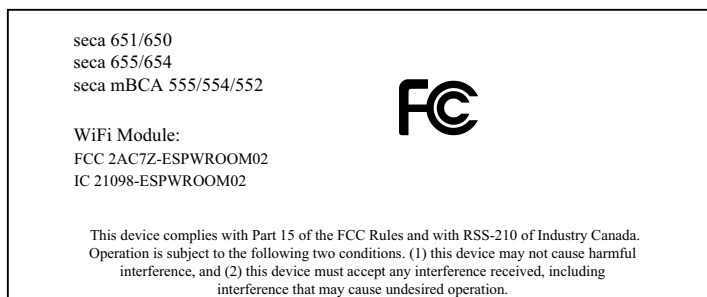 seca 651/650
seca 655/654
seca mBCA 555/554/552
FC
WiFi Module:
FCC 2AC7Z-ESPWROOM02
IC 21098-ESPWROOM02
This device complies with Part 15 of the FCC Rules and with RSS-210 of Industry Canada.
Operation is subject to the following two conditions. (1) this device may not cause harmful
interference, and (2) this device must accept any interference received, including
interference that may cause undesired operation.